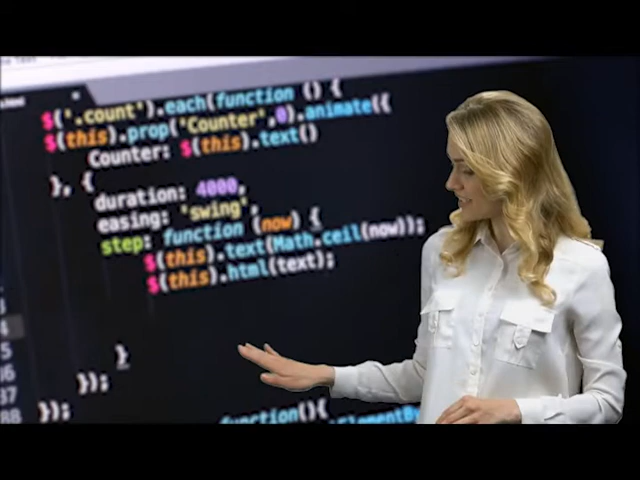 $('.count').each(function () {
$(this).prop('Counter',0).animate({
Counter: $(this).text()
}, {
duration: 4000,
easing: 'swing',
step: function (now) {
$(this).text(Math.ceil(now));
$(this).html(text);
}
});
});
function(){